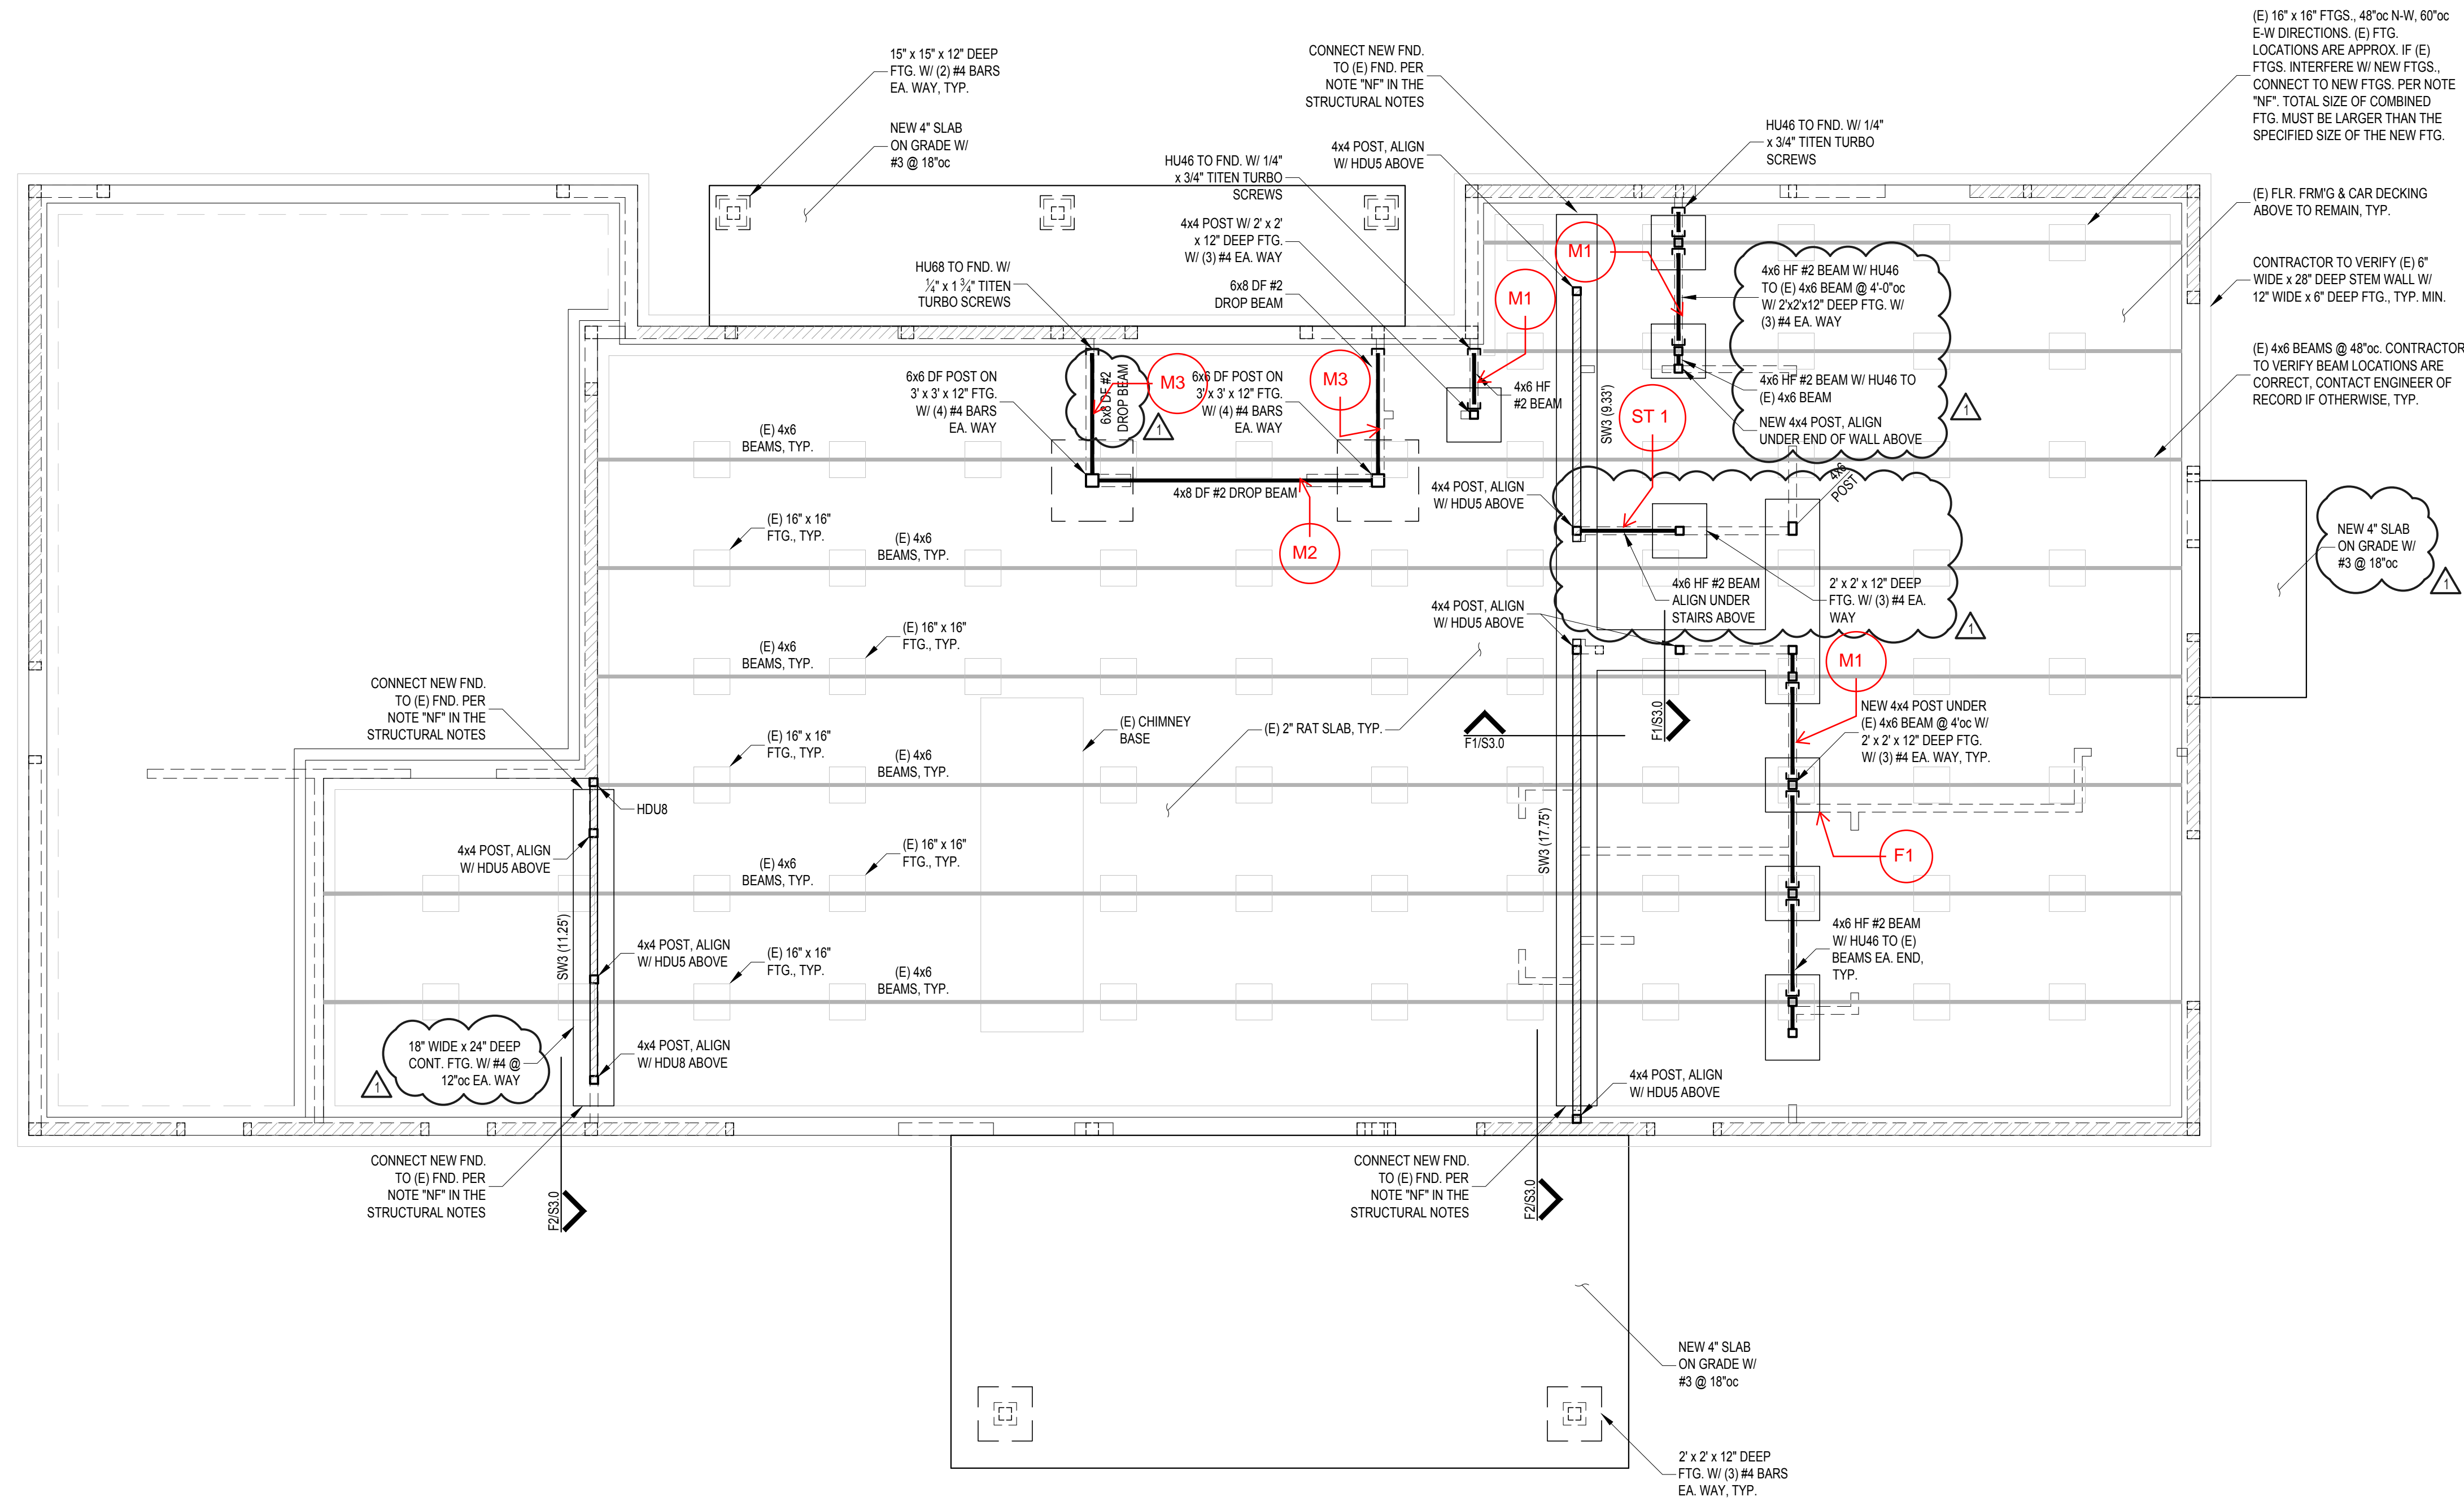 15" x 15" x 12" DEEP
FTG. W/ (2) #4 BARS
EA. WAY, TYP.
NEW 4" SLAB
ON GRADE W/
#3 @ 18"oc
CONNECT NEW FND.
TO (E) FND. PER
NOTE "NF" IN THE
STRUCTURAL NOTES
4x4 POST, ALIGN
W/ HDU5 ABOVE
HU46 TO FND. W/ 1/4"
x 3/4" TITEN TURBO
SCREWS
4x4 POST W/ 2' x 2'
x 12" DEEP FTG.
W/ (3) #4 EA. WAY
6x8 DF #2
DROP BEAM
HU68 TO FND. W/
1/4" x 1 3/4" TITEN
TURBO SCREWS
HU46 TO FND. W/ 1/4"
x 3/4" TITEN TURBO
SCREWS
(E) 16" x 16" FTGS., 48"oc N-W, 60"oc
E-W DIRECTIONS. (E) FTG.
LOCATIONS ARE APPROX. IF (E)
FTGS. INTERFERE W/ NEW FTGS.,
CONNECT TO NEW FTGS. PER NOTE
"NF". TOTAL SIZE OF COMBINED
FTG. MUST BE LARGER THAN THE
SPECIFIED SIZE OF THE NEW FTG.
(E) FLR. FRM'G & CAR DECKING
ABOVE TO REMAIN, TYP.
CONTRACTOR TO VERIFY (E) 6"
WIDE x 28" DEEP STEM WALL W/
12" WIDE x 6" DEEP FTG., TYP. MIN.
(E) 4x6 BEAMS @ 48"oc. CONTRACTOR
TO VERIFY BEAM LOCATIONS ARE
CORRECT, CONTACT ENGINEER OF
RECORD IF OTHERWISE, TYP.
M1
M1
4x6 HF #2 BEAM W/ HU46
TO (E) 4x6 BEAM @ 4'-0"oc
W/ 2'x2'x12" DEEP FTG. W/
(3) #4 EA. WAY
4x6 HF #2 BEAM W/ HU46 TO
(E) 4x6 BEAM
NEW 4x4 POST, ALIGN
UNDER END OF WALL ABOVE
1
6x6 DF POST ON
3' x 3' x 12" FTG.
W/ (4) #4 BARS
EA. WAY
6x8 DF #2
DROP BEAM
1
M3
6x6 DF POST ON
3' x 3' x 12" FTG.
W/ (4) #4 BARS
EA. WAY
M3
4x6 HF
#2 BEAM
SW3 (9.33')
ST 1
(E) 4x6
BEAMS, TYP.
4x8 DF #2 DROP BEAM
M2
4x4 POST, ALIGN
W/ HDU5 ABOVE
4x6
POST
4x6 HF #2 BEAM
ALIGN UNDER
STAIRS ABOVE
2' x 2' x 12" DEEP
FTG. W/ (3) #4 EA.
WAY
1
NEW 4" SLAB
ON GRADE W/
#3 @ 18"oc
1
(E) 16" x 16"
FTG., TYP.
(E) 4x6
BEAMS, TYP.
4x4 POST, ALIGN
W/ HDU5 ABOVE
(E) 4x6
BEAMS, TYP.
(E) 16" x 16"
FTG., TYP.
M1
CONNECT NEW FND.
TO (E) FND. PER
NOTE "NF" IN THE
STRUCTURAL NOTES
(E) 16" x 16"
FTG., TYP.
(E) 4x6
BEAMS, TYP.
(E) CHIMNEY
BASE
(E) 2" RAT SLAB, TYP.
F1/S3.0
F1/S3.0
NEW 4x4 POST UNDER
(E) 4x6 BEAM @ 4'oc W/
2' x 2' x 12" DEEP FTG.
W/ (3) #4 EA. WAY, TYP.
HDU8
4x4 POST, ALIGN
W/ HDU5 ABOVE
(E) 4x6
BEAMS, TYP.
(E) 16" x 16"
FTG., TYP.
SW3 (17.75')
F1
SW3 (11.25')
4x4 POST, ALIGN
W/ HDU5 ABOVE
(E) 16" x 16"
FTG., TYP.
(E) 4x6
BEAMS, TYP.
4x6 HF #2 BEAM
W/ HU46 TO (E)
BEAMS EA. END,
TYP.
18" WIDE x 24" DEEP
CONT. FTG. W/ #4 @
12"oc EA. WAY
1
4x4 POST, ALIGN
W/ HDU8 ABOVE
4x4 POST, ALIGN
W/ HDU5 ABOVE
CONNECT NEW FND.
TO (E) FND. PER
NOTE "NF" IN THE
STRUCTURAL NOTES
F2/S3.0
CONNECT NEW FND.
TO (E) FND. PER
NOTE "NF" IN THE
STRUCTURAL NOTES
F2/S3.0
NEW 4" SLAB
ON GRADE W/
#3 @ 18"oc
2' x 2' x 12" DEEP
FTG. W/ (3) #4 BARS
EA. WAY, TYP.